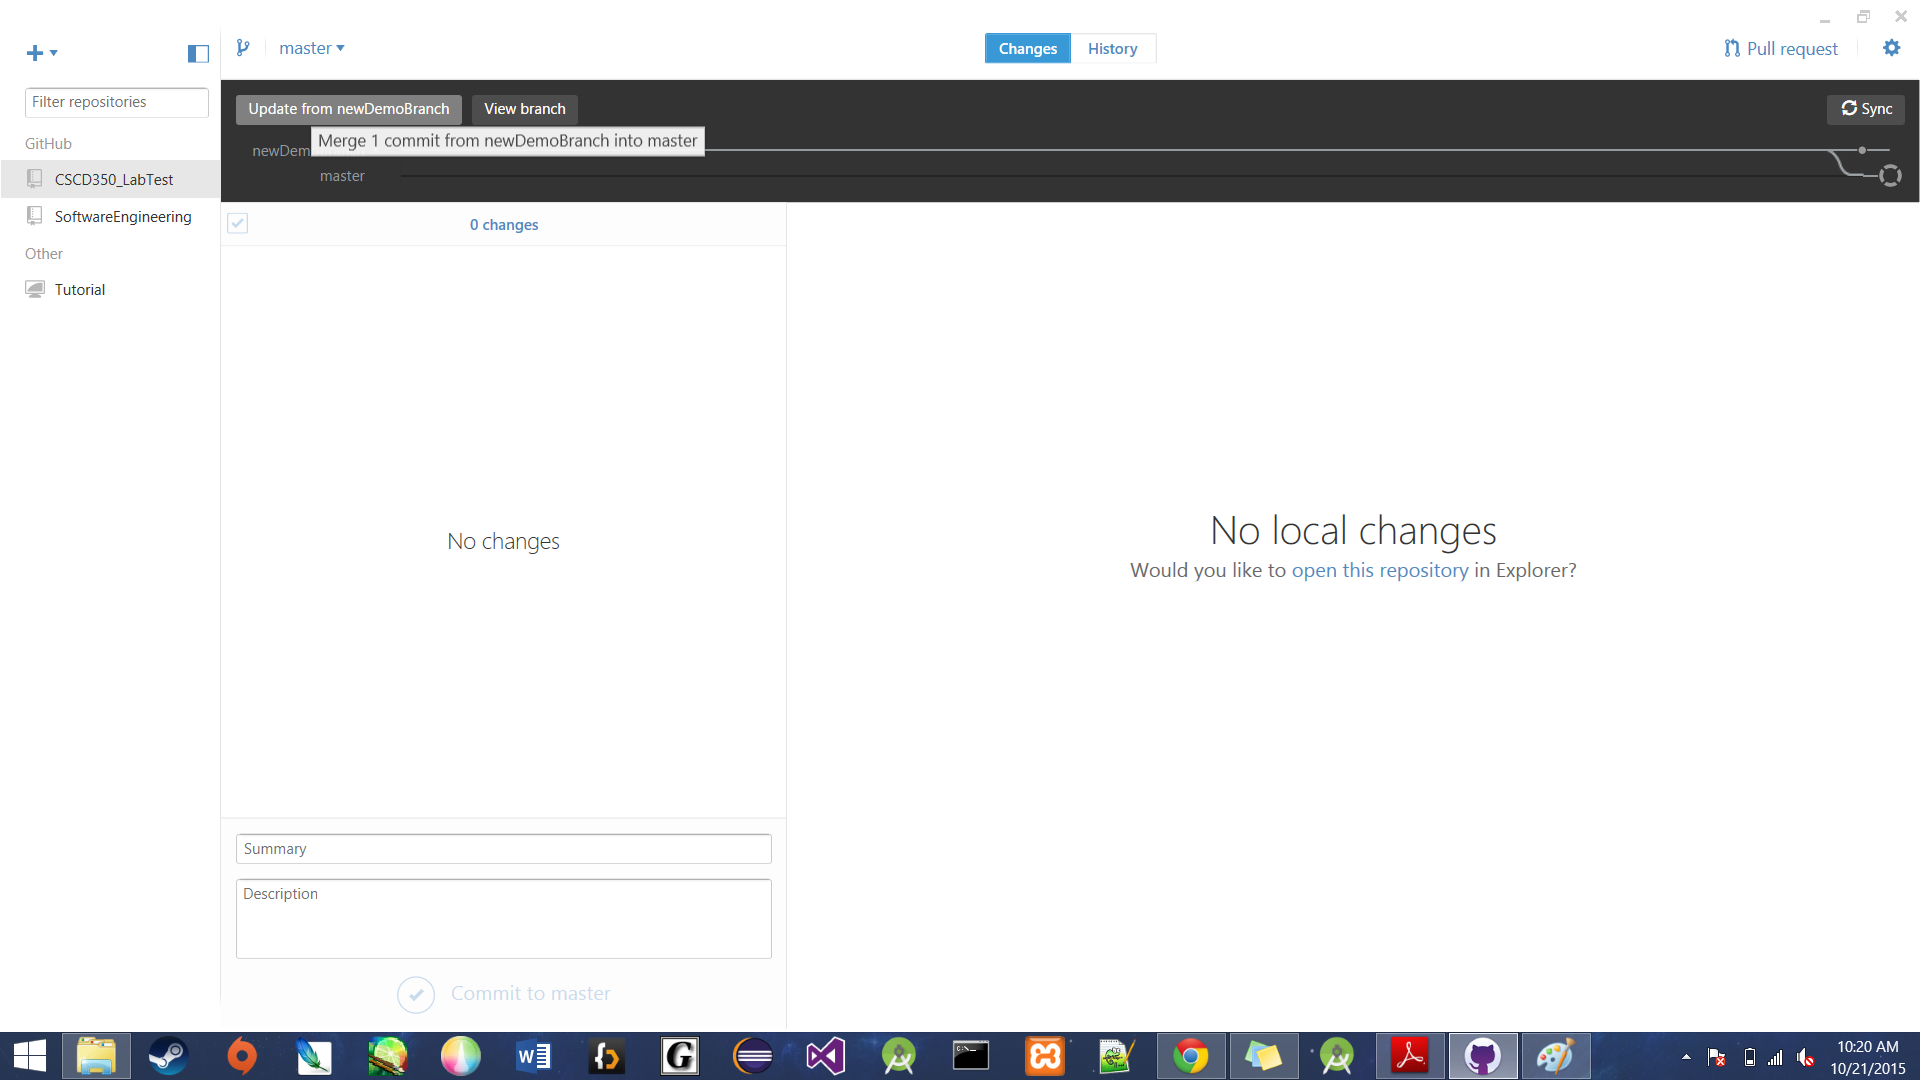 master
Changes
History
Pull request
Filter repositories
GitHub
CSCD350_LabTest
SoftwareEngineering
Other
Tutorial
Update from newDemoBranch
View branch
Sync
Merge 1 commit from newDemoBranch into master
newDem
master
0 changes
No changes
No local changes
Would you like to open this repository in Explorer?
Summary
Description
Commit to master
10:20 AM
10/21/2015